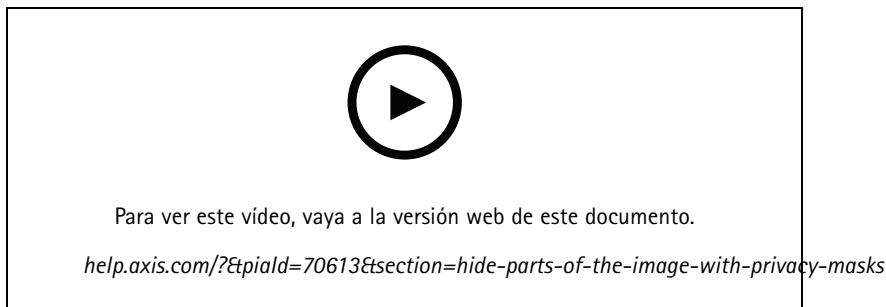 Para ver este vídeo, vaya a la versión web de este documento.
help.axis.com/?&piaId=70613&section=hide-parts-of-the-image-with-privacy-masks